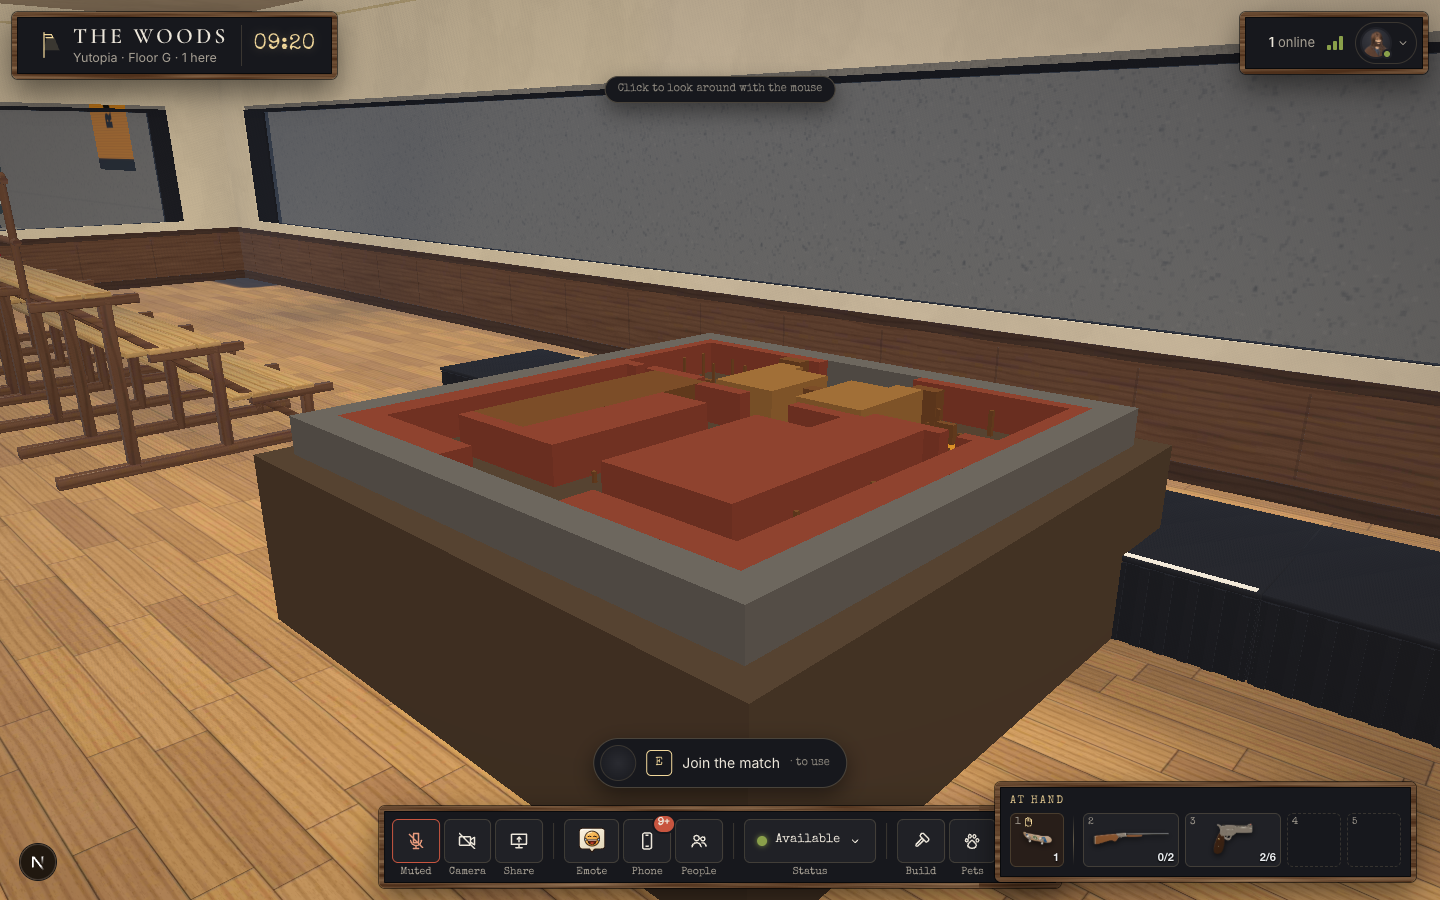 THE WOODS
Yutopia · Floor G · 1 here
09:20
1 online
Click to look around with the mouse
E Join the match · to use
AT HAND
1
1
2
0/2
3
2/6
4
5
9+
Available
Muted
Camera
Share
Emote
Phone
People
Status
Build
Pets
N